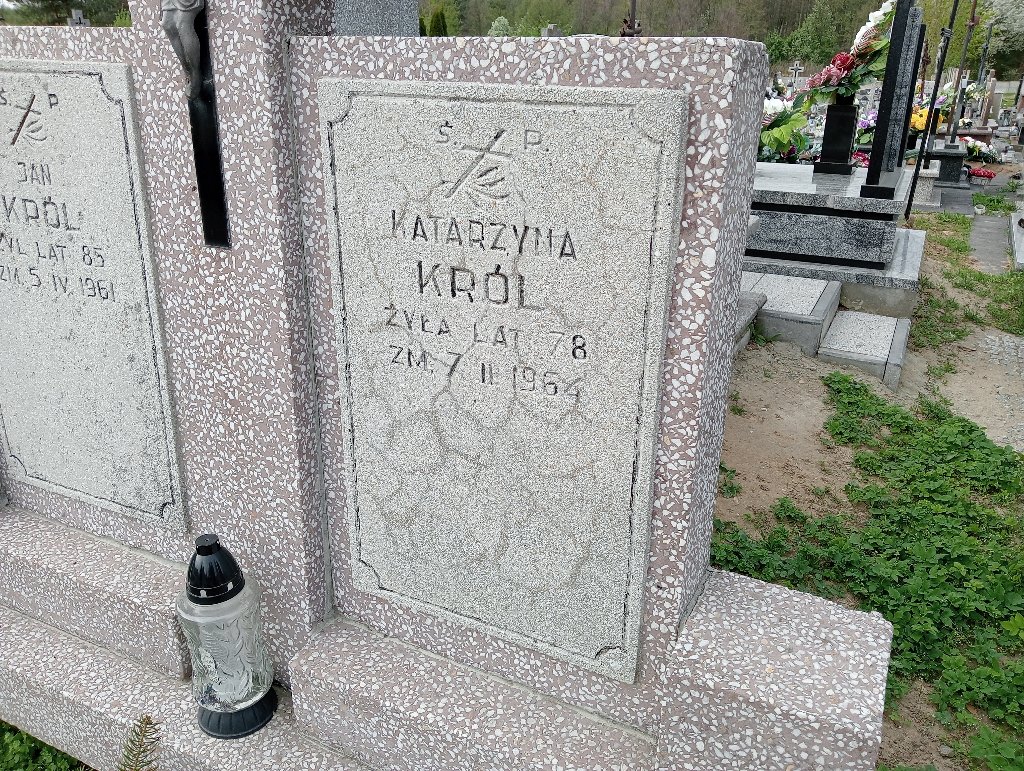 Ś. P
JAN
KRÓL
ŻYŁ LAT 85
ZM. 5 IV. 1961
Ś. P.
KATARZYNA
KRÓL
ŻYŁA LAT 78
ZM. 7 II 1964